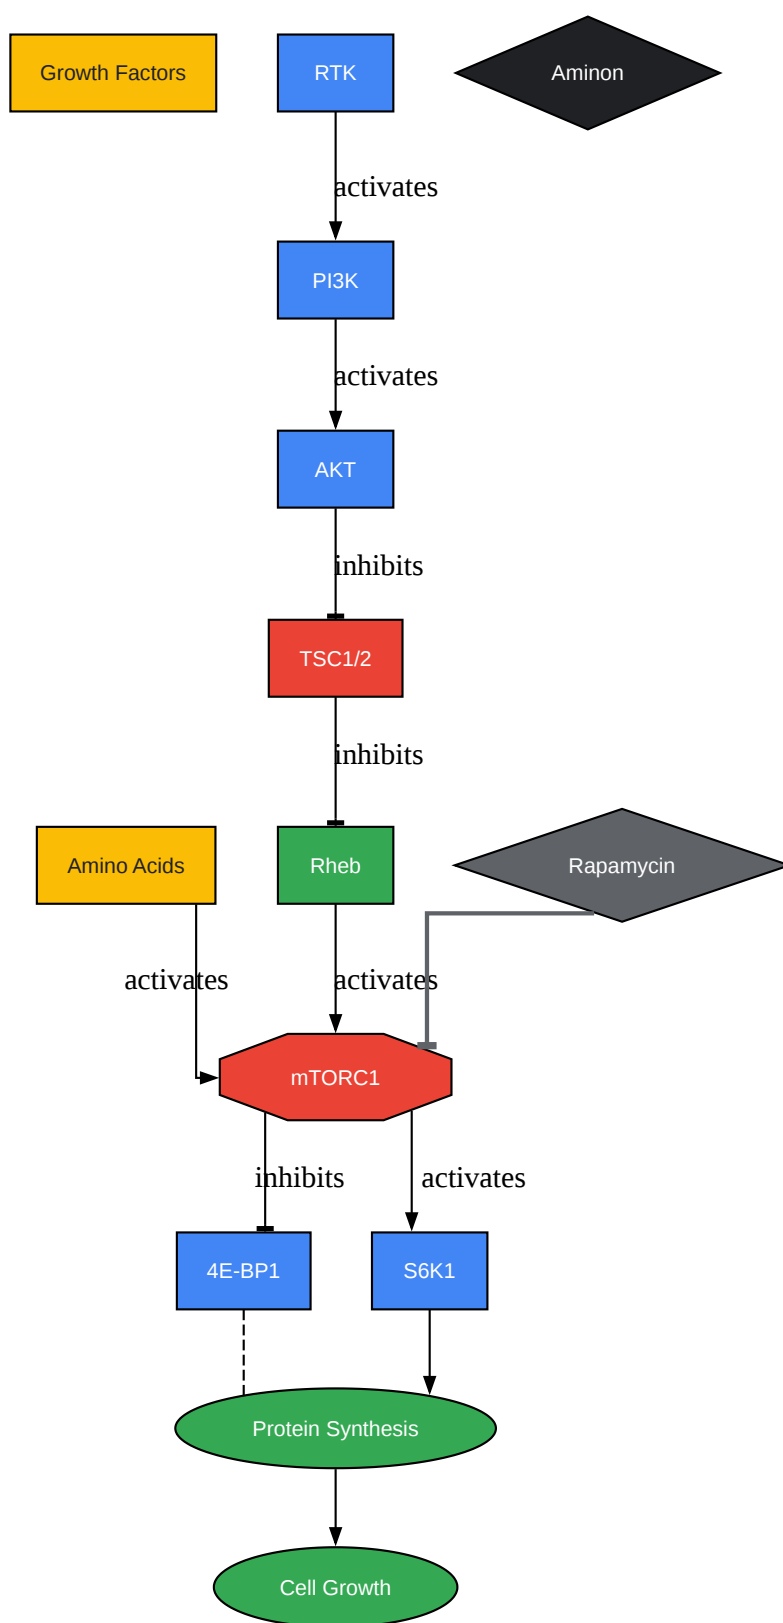 Growth Factors
RTK
Aminon
activates
PI3K
activates
AKT
inhibits
TSC1/2
inhibits
Amino Acids
Rheb
Rapamycin
activates
activates
mTORC1
inhibits
activates
4E-BP1
S6K1
Protein Synthesis
Cell Growth